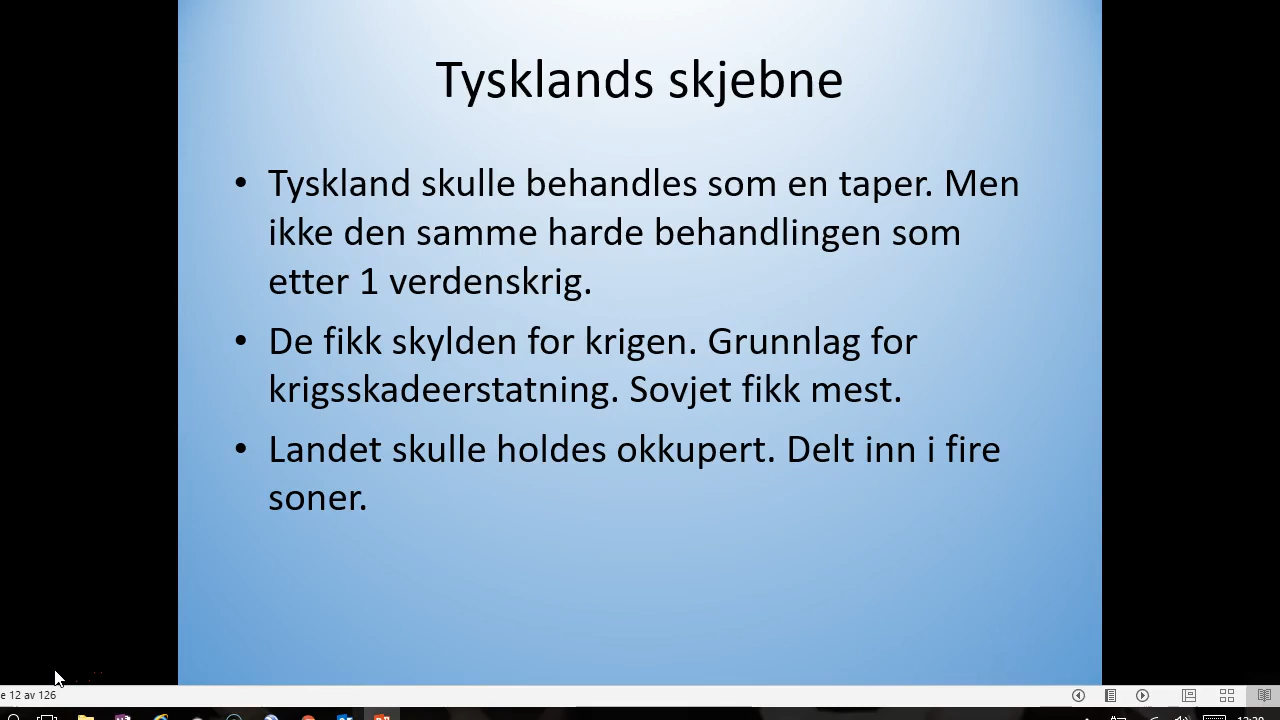 Tysklands skjebne
• Tyskland skulle behandles som en taper. Men
ikke den samme harde behandlingen som
etter 1 verdenskrig.
• De fikk skylden for krigen. Grunnlag for
krigsskadeerstatning. Sovjet fikk mest.
• Landet skulle holdes okkupert. Delt inn i fire
soner.
e 12 av 126